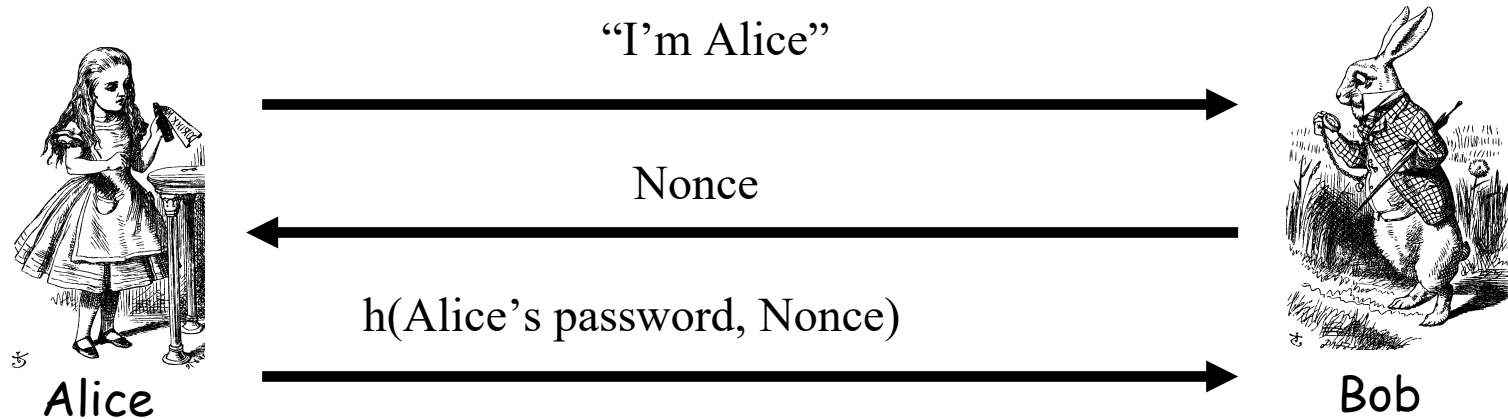 “I’m Alice”
Nonce
h(Alice’s password, Nonce)
Alice
Bob